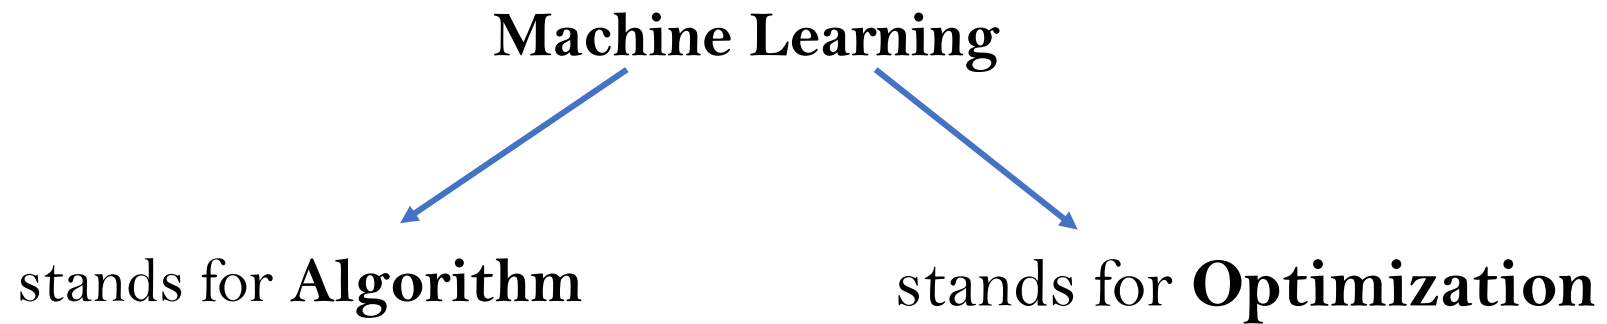 Machine Learning
stands for Algorithm
stands for Optimization